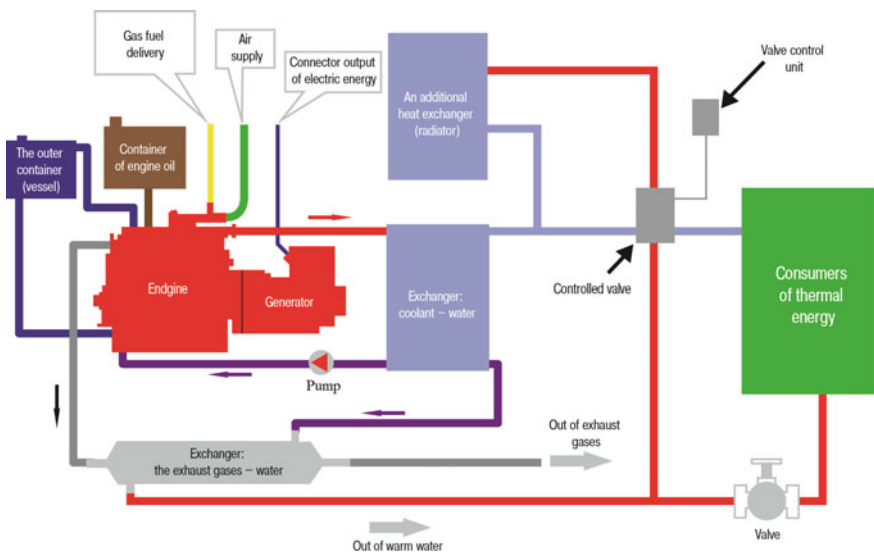 Gas fuel
delivery
Air
supply
Connector output
of electric energy)
An additional
heat exchanger
(radiator)
Valve control
unit
The outer
container
(vessel)
Container
of engine oil
Endgine
Generator
Exchanger:
coolant – water
Controlled valve
Consumers
of thermal
energy
Pump
Exchanger:
the exhaust gases – water
Out of exhaust
gases
Out of warm water
Valve